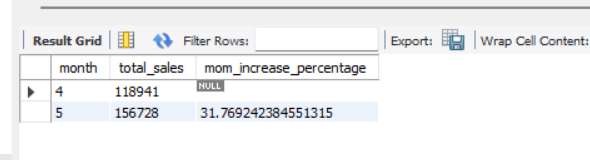 Result Grid Filter Rows: Export: Wrap Cell Content:
month total_sales mom_increase_percentage
4 118941 NULL
5 156728 31.769242384551315